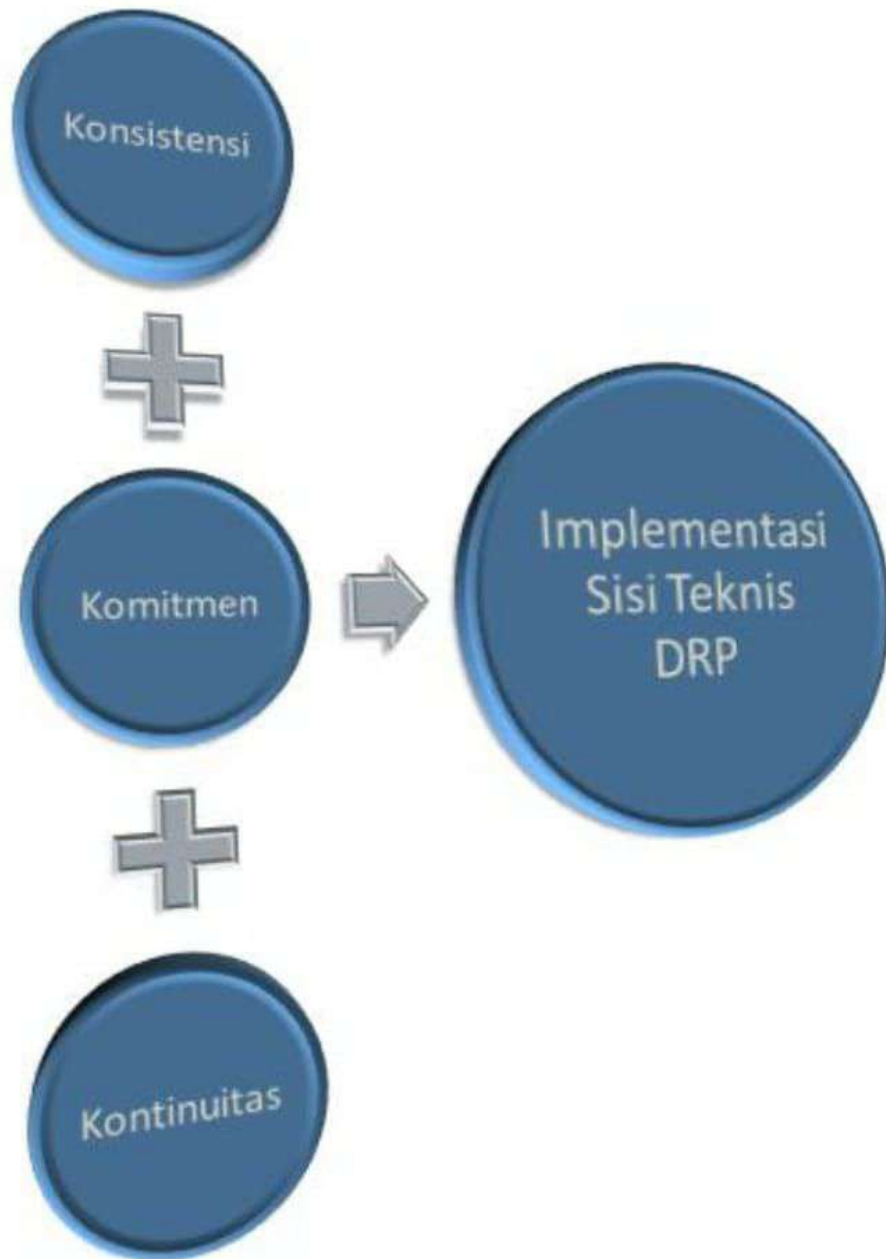 Konsistensi
Komitmen
Kontinuitas
Implementasi
Sisi Teknis
DRP